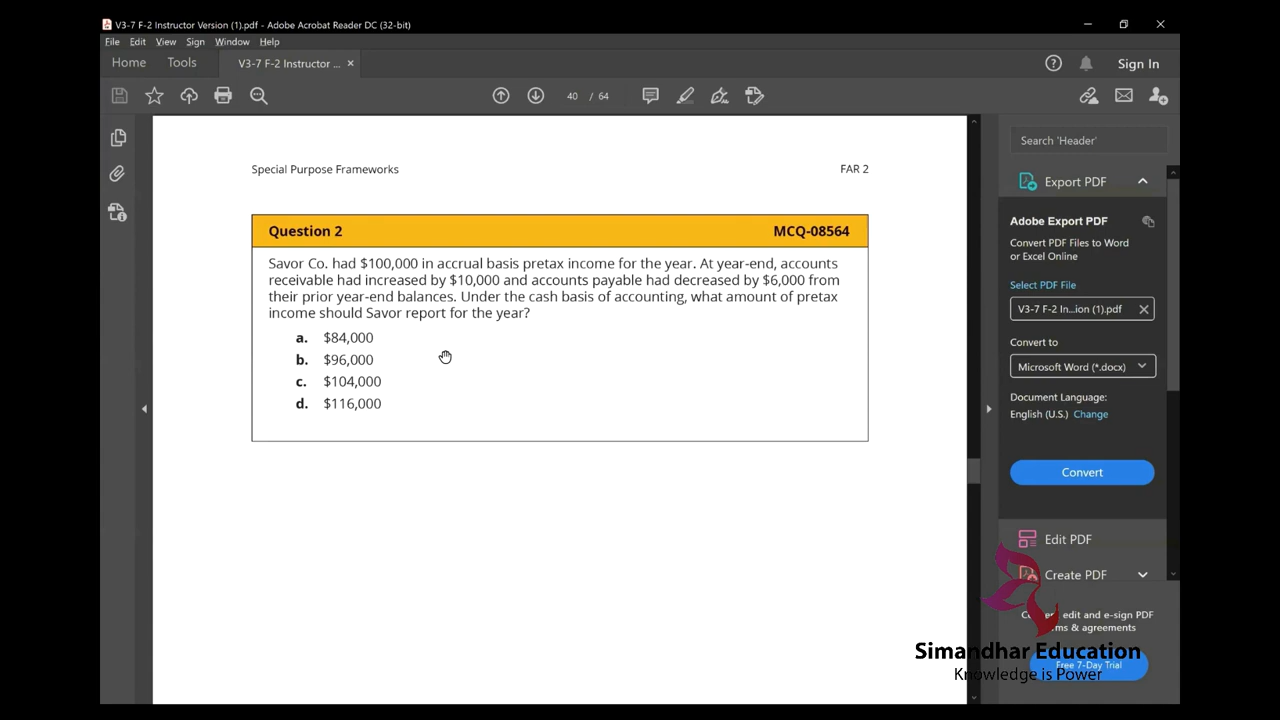 V3-7 F-2 Instructor Version (1).pdf - Adobe Acrobat Reader DC (32-bit)
File Edit View Sign Window Help
Home Tools V3-7 F-2 Instructor ... × Sign In
40 / 64
Special Purpose Frameworks FAR 2
Question 2 MCQ-08564
Savor Co. had $100,000 in accrual basis pretax income for the year. At year-end, accounts
receivable had increased by $10,000 and accounts payable had decreased by $6,000 from
their prior year-end balances. Under the cash basis of accounting, what amount of pretax
income should Savor report for the year?
a. $84,000
b. $96,000
c. $104,000
d. $116,000
Search 'Header'
Export PDF
Adobe Export PDF
Convert PDF Files to Word
or Excel Online
Select PDF File
V3-7 F-2 In...ion (1).pdf
Convert to
Microsoft Word (*.docx)
Document Language:
English (U.S.) Change
Convert
Edit PDF
Create PDF
edit and e-sign PDF
& agreements
Free 7-Day Trial
Simandhar Education
Knowledge is Power